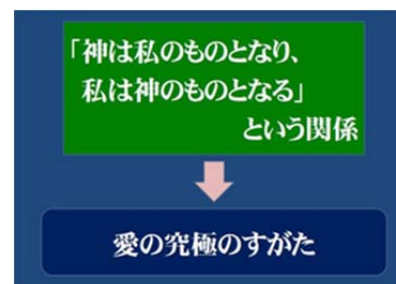 「神は私のものとなり、
私は神のものとなる」
という関係
愛の究極のすがた